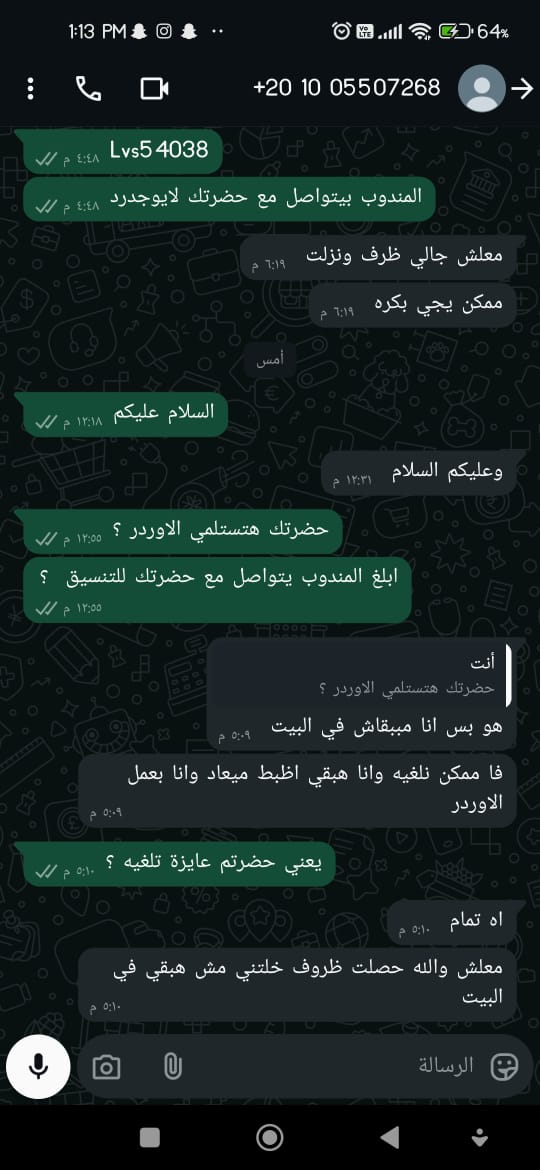 1:13 PM
64%
+20 10 05507268
Lvs54038
٤:٤٨ م
المندوب بيتواصل مع حضرتك لايوجدرد
٤:٤٨ م
معلش جالي ظرف ونزلت
٦:١٩ م
ممكن يجي بكره
٦:١٩ م
أمس
السلام عليكم
١٢:١٨ م
وعليكم السلام
١٢:٣١ م
حضرتك هتستلمي الاوردر ؟
١٢:٥٥ م
ابلغ المندوب يتواصل مع حضرتك للتنسيق ؟
١٢:٥٥ م
أنت
حضرتك هتستلمي الاوردر ؟
هو بس انا مببقاش في البيت
٥:٠٩ م
فا ممكن نلغيه وانا هبقي اظبط ميعاد وانا بعمل
الاوردر
٥:٠٩ م
يعني حضرتم عايزة تلغيه ؟
٥:١٠ م
اه تمام
٥:١٠ م
معلش والله حصلت ظروف خلتني مش هبقي في
البيت
٥:١٠ م
الرسالة